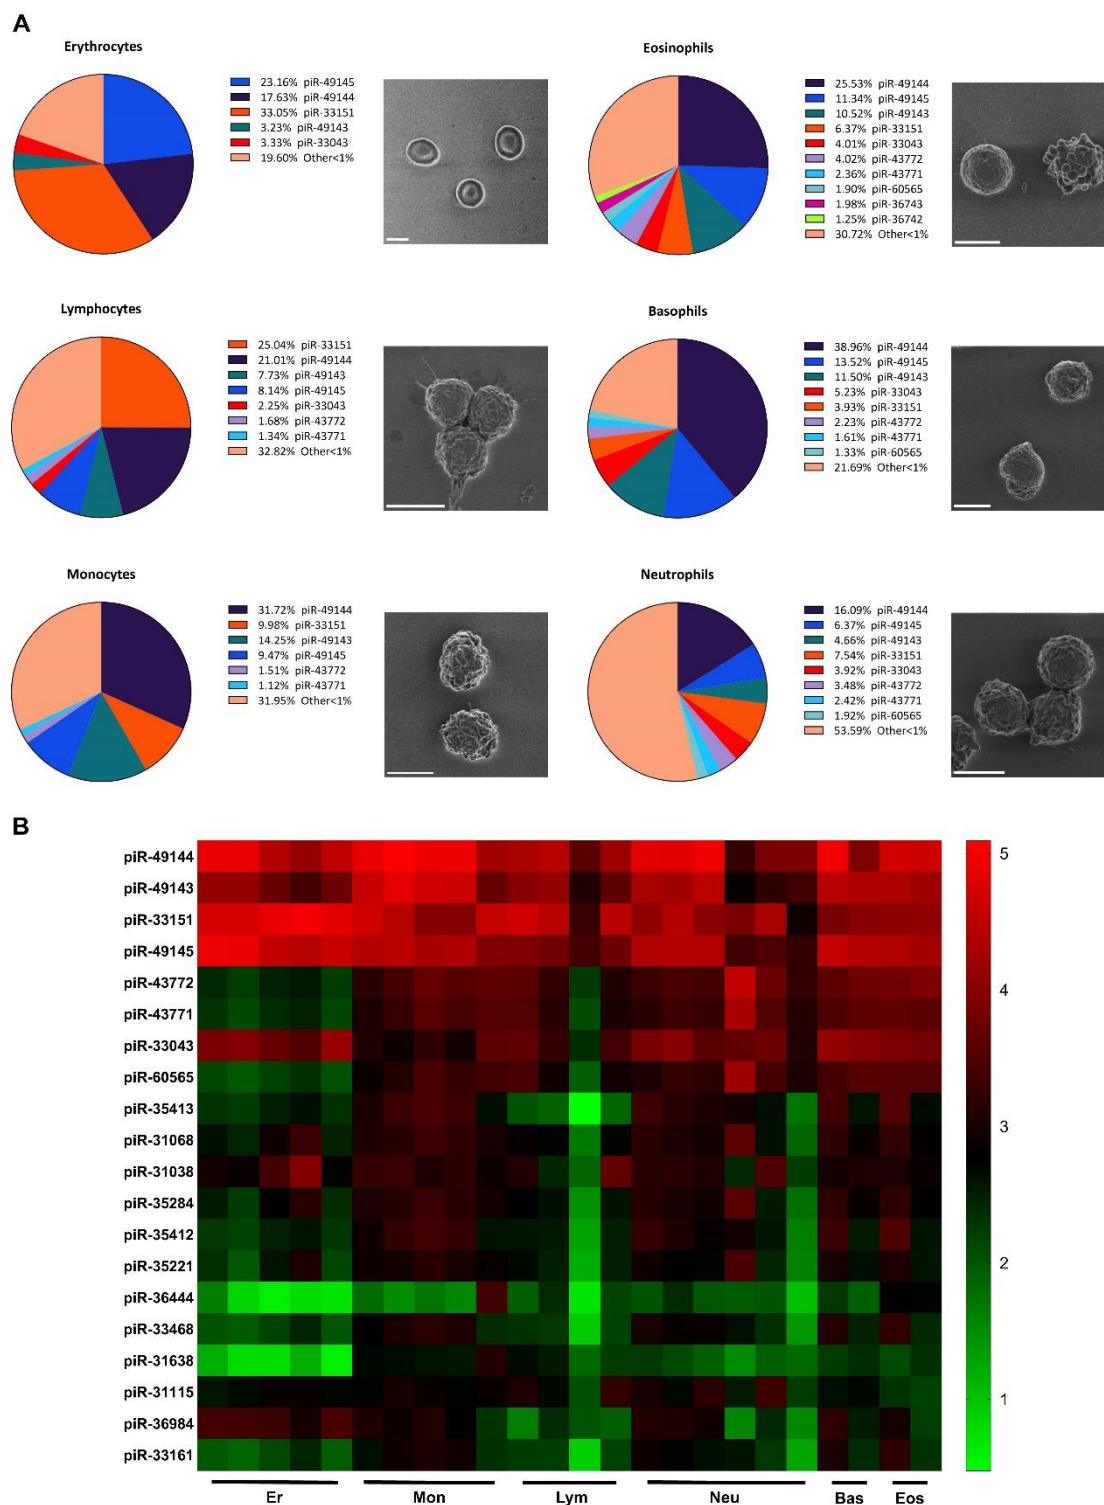 A
Erythrocytes
23.16% piR-49145
17.63% piR-49144
33.05% piR-33151
3.23% piR-49143
3.33% piR-33043
19.60% Other<1%
Eosinophils
25.53% piR-49144
11.34% piR-49145
10.52% piR-49143
6.37% piR-33151
4.01% piR-33043
4.02% piR-43772
2.36% piR-43771
1.90% piR-60565
1.98% piR-36743
1.25% piR-36742
30.72% Other<1%
Lymphocytes
25.04% piR-33151
21.01% piR-49144
7.73% piR-49143
8.14% piR-49145
2.25% piR-33043
1.68% piR-43772
1.34% piR-43771
32.82% Other<1%
Basophils
38.96% piR-49144
13.52% piR-49145
11.50% piR-49143
5.23% piR-33043
3.93% piR-33151
2.23% piR-43772
1.61% piR-43771
1.33% piR-60565
21.69% Other<1%
Monocytes
31.72% piR-49144
9.98% piR-33151
14.25% piR-49143
9.47% piR-49145
1.51% piR-43772
1.12% piR-43771
31.95% Other<1%
Neutrophils
16.09% piR-49144
6.37% piR-49145
4.66% piR-49143
7.54% piR-33151
3.92% piR-33043
3.48% piR-43772
2.42% piR-43771
1.92% piR-60565
53.59% Other<1%
B
piR-49144
piR-49143
piR-33151
piR-49145
piR-43772
piR-43771
piR-33043
piR-60565
piR-35413
piR-31068
piR-31038
piR-35284
piR-35412
piR-35221
piR-36444
piR-33468
piR-31638
piR-31115
piR-36984
piR-33161
5
4
3
2
1
Er Mon Lym Neu Bas Eos